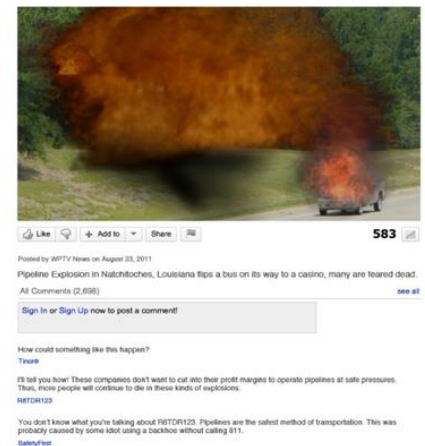 Like
Add to
Share
583
Posted by WPTV News on August 23, 2011
Pipeline Explosion in Natchitoches, Louisiana flips a bus on its way to a casino, many are feared dead.
All Comments (2,698)
see all
Sign In or Sign Up now to post a comment!
How could something like this happen?
I'll tell you how! These companies don't want to cut into their profit margins to operate pipelines at safe pressures.
Thus, more people will continue to die in these kinds of explosions.
R8TDR123
You don't know what you're talking about R8TDR123. Pipelines are the safest method of transportation. This was
probably caused by some idiot using a backhoe without calling 811.
SafetyFirst